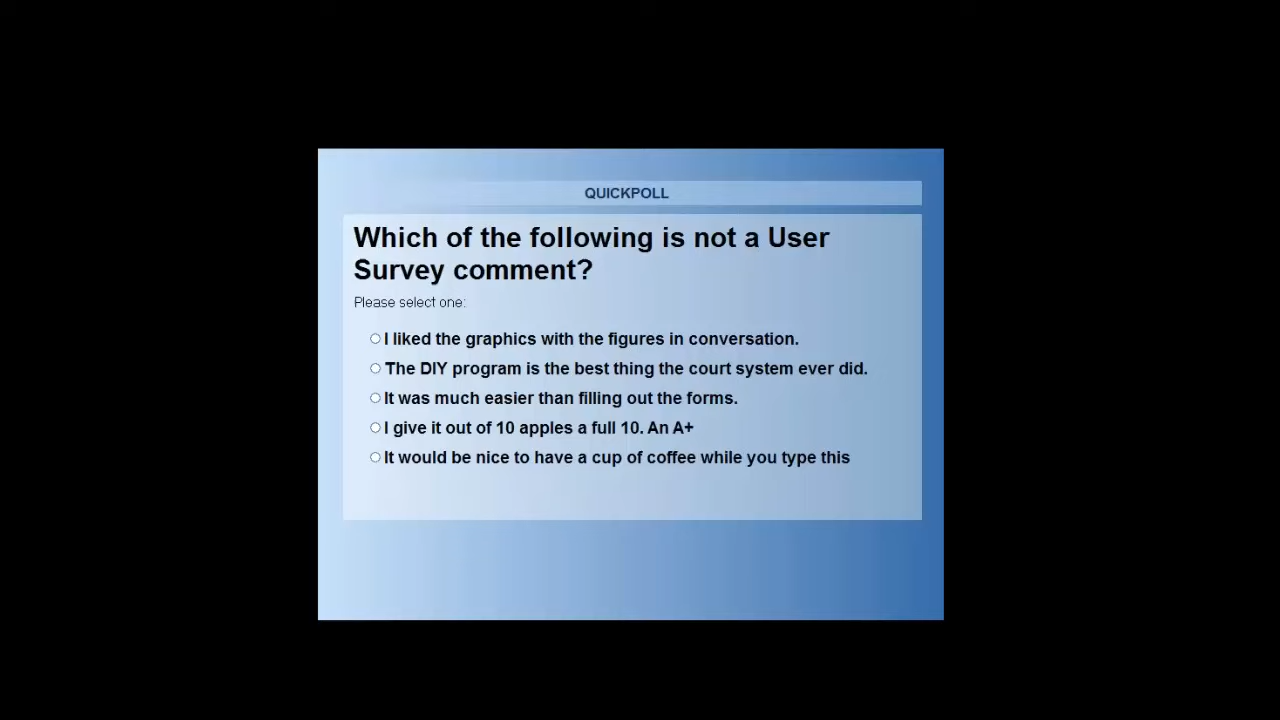 QUICKPOLL
Which of the following is not a User
Survey comment?
Please select one:
I liked the graphics with the figures in conversation.
The DIY program is the best thing the court system ever did.
It was much easier than filling out the forms.
I give it out of 10 apples a full 10. An A+
It would be nice to have a cup of coffee while you type this